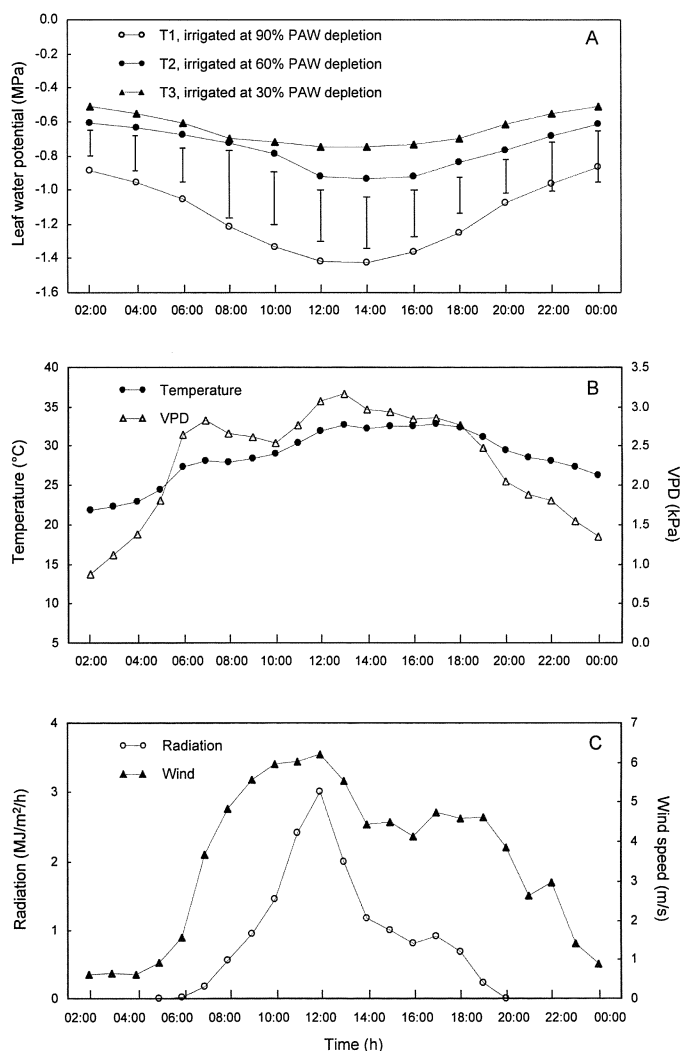 A
T1, irrigated at 90% PAW depletion
T2, irrigated at 60% PAW depletion
T3, irrigated at 30% PAW depletion
Leaf water potential (MPa)
0.0
-0.2
-0.4
-0.6
-0.8
-1.0
-1.2
-1.4
-1.6
02:00 04:00 06:00 08:00 10:00 12:00 14:00 16:00 18:00 20:00 22:00 00:00
B
Temperature
VPD
Temperature (°C)
40
35
30
25
20
15
10
5
VPD (kPa)
3.5
3.0
2.5
2.0
1.5
1.0
0.5
0.0
02:00 04:00 06:00 08:00 10:00 12:00 14:00 16:00 18:00 20:00 22:00 00:00
C
Radiation
Wind
Radiation (MJ/m²/h)
4
3
2
1
0
Wind speed (m/s)
7
6
5
4
3
2
1
0
02:00 04:00 06:00 08:00 10:00 12:00 14:00 16:00 18:00 20:00 22:00 00:00
Time (h)